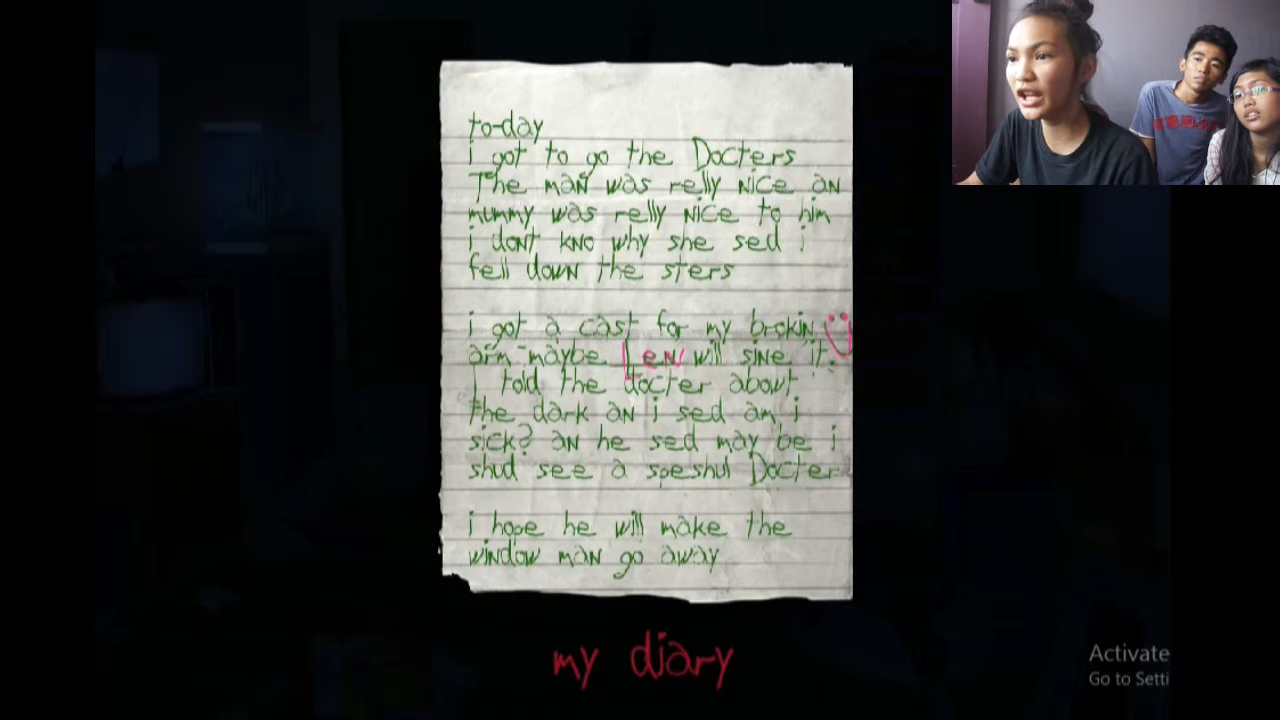 to-day
i got to go the Docters
The man was relly nice an
mummy was relly nice to him
i dont kno why she sed i
fell down the sters
i got a cast for my brokin
arm maybe Jen will sine it.
I told the docter about
the dark an i sed am i
sick? an he sed may be i
shud see a speshul Docter
i hope he will make the
window man go away
my diary
Activate
Go to Setti